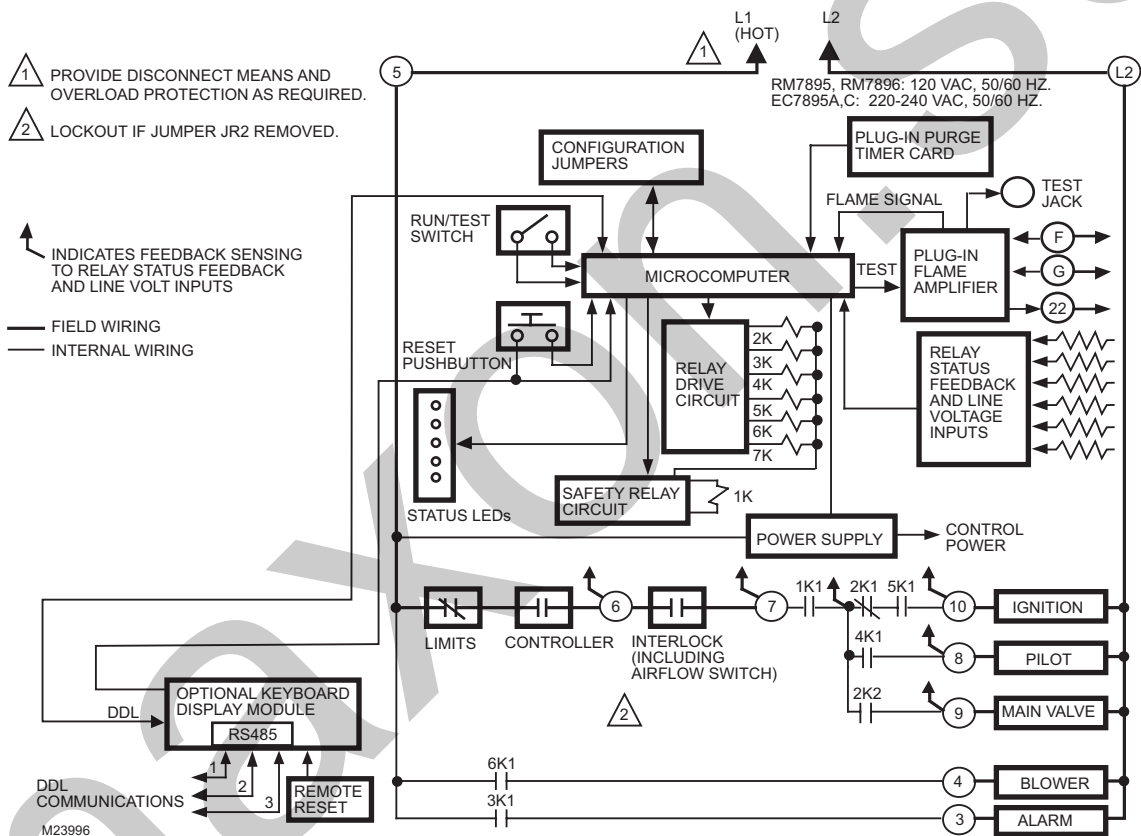 1
PROVIDE DISCONNECT MEANS AND
OVERLOAD PROTECTION AS REQUIRED.
2
LOCKOUT IF JUMPER JR2 REMOVED.
INDICATES FEEDBACK SENSING
TO RELAY STATUS FEEDBACK
AND LINE VOLT INPUTS
FIELD WIRING
INTERNAL WIRING
5
L1
(HOT)
1
L2
L2
RM7895, RM7896: 120 VAC, 50/60 HZ.
EC7895A,C: 220-240 VAC, 50/60 HZ.
CONFIGURATION
JUMPERS
PLUG-IN PURGE
TIMER CARD
RUN/TEST
SWITCH
FLAME SIGNAL
TEST
JACK
MICROCOMPUTER
TEST
PLUG-IN
FLAME
AMPLIFIER
F
G
22
RESET
PUSHBUTTON
RELAY
DRIVE
CIRCUIT
2K
3K
4K
5K
6K
7K
RELAY
STATUS
FEEDBACK
AND LINE
VOLTAGE
INPUTS
STATUS LEDs
SAFETY RELAY
CIRCUIT
1K
POWER SUPPLY
CONTROL
POWER
LIMITS
CONTROLLER
6
INTERLOCK
(INCLUDING
AIRFLOW SWITCH)
2
7
1K1
2K1
5K1
10
IGNITION
4K1
8
PILOT
2K2
9
MAIN VALVE
DDL
OPTIONAL KEYBOARD
DISPLAY MODULE
RS485
1
2
3
DDL
COMMUNICATIONS
REMOTE
RESET
6K1
4
BLOWER
3K1
3
ALARM
M23996
maxon.s